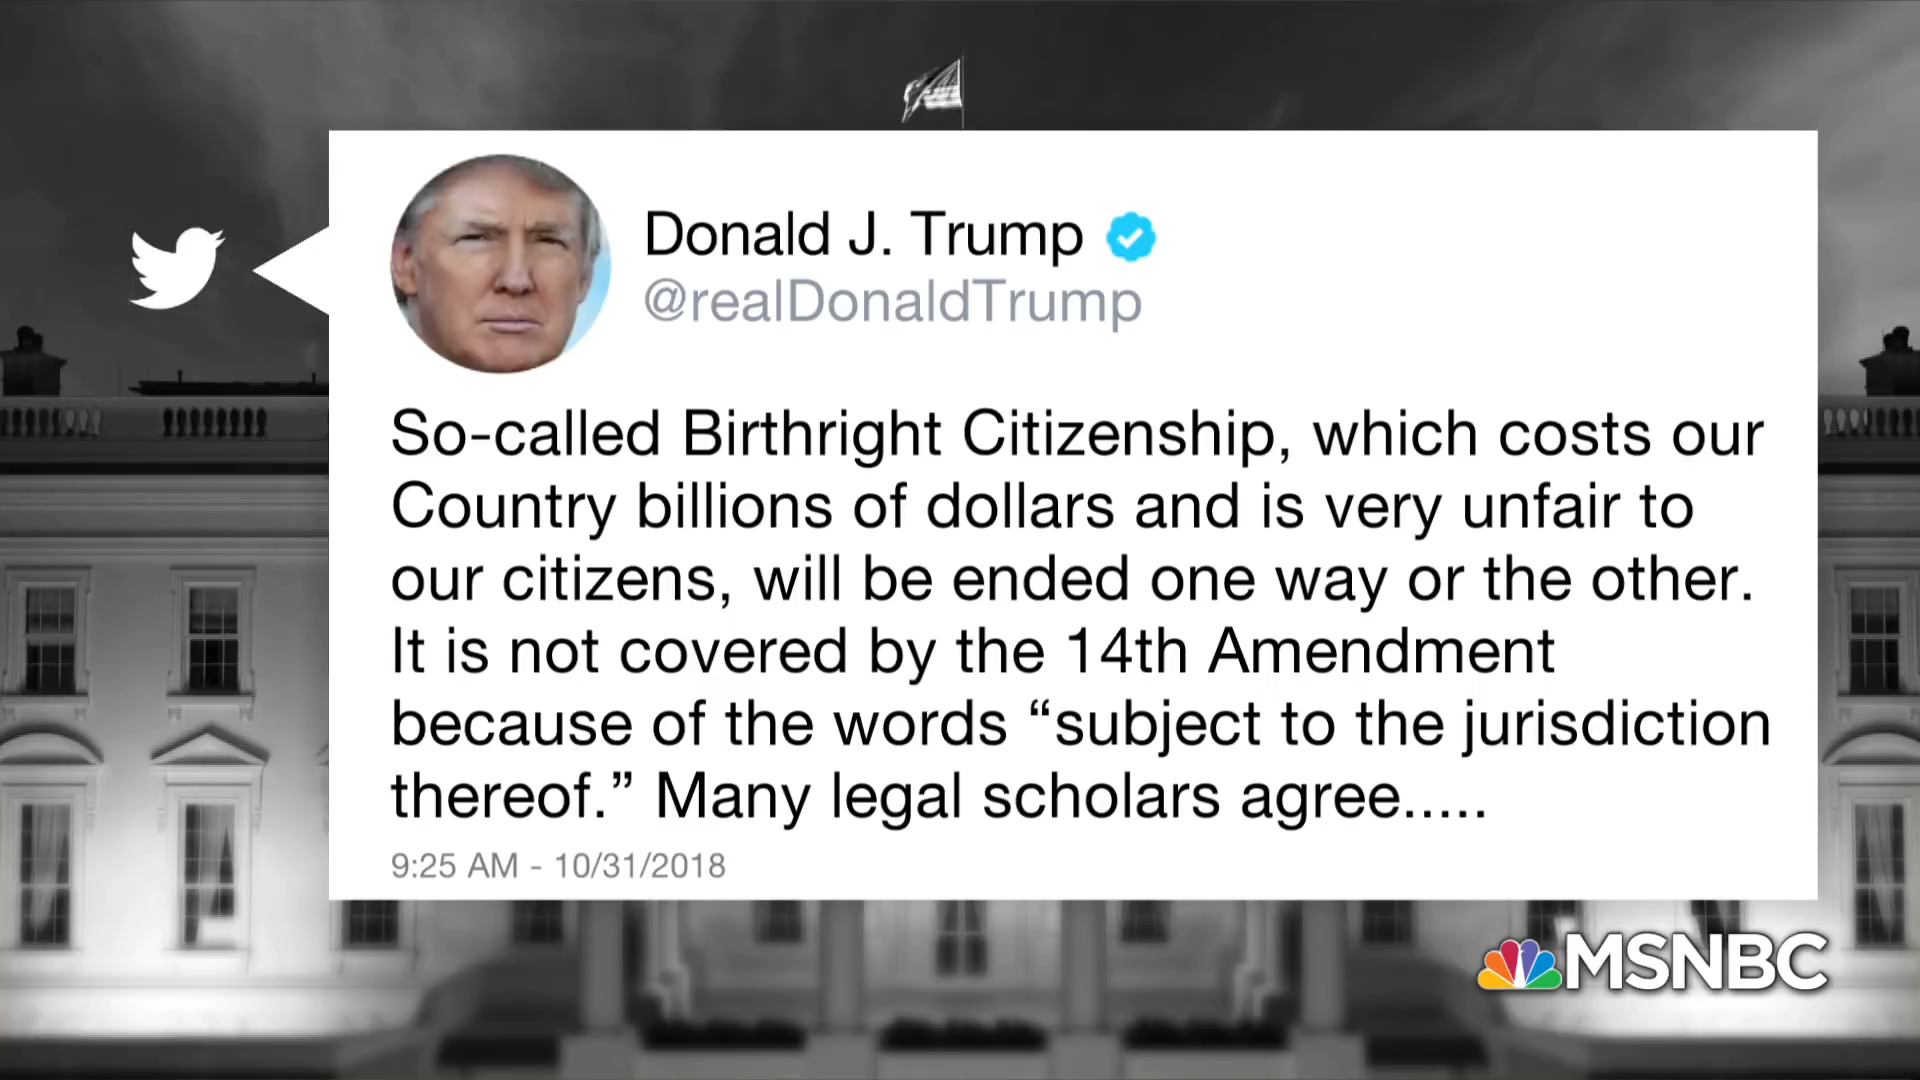 Donald J. Trump
@realDonaldTrump
So-called Birthright Citizenship, which costs our
Country billions of dollars and is very unfair to
our citizens, will be ended one way or the other.
It is not covered by the 14th Amendment
because of the words “subject to the jurisdiction
thereof.” Many legal scholars agree.....
9:25 AM - 10/31/2018
MSNBC